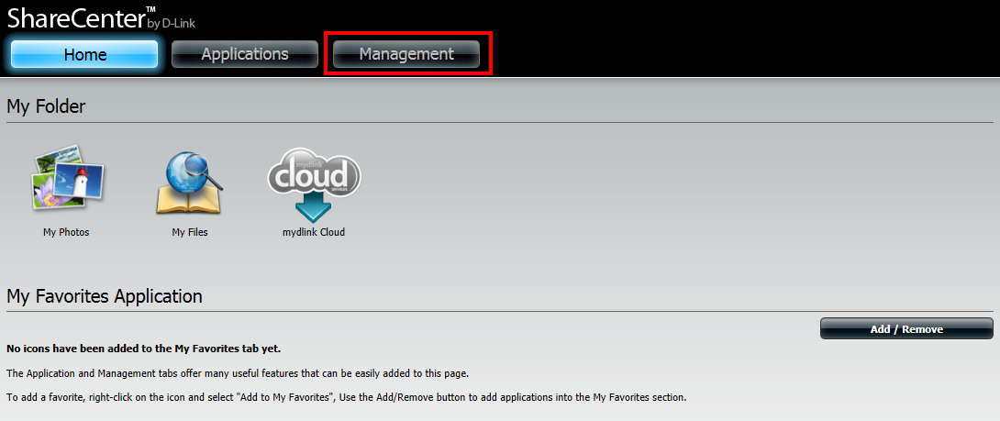 ShareCenter™ by D-Link
Home Applications Management
My Folder
mydlink
cloud
services
My Photos My Files mydlink Cloud
My Favorites Application
Add / Remove
No icons have been added to the My Favorites tab yet.
The Application and Management tabs offer many useful features that can be easily added to this page.
To add a favorite, right-click on the icon and select "Add to My Favorites", Use the Add/Remove button to add applications into the My Favorites section.